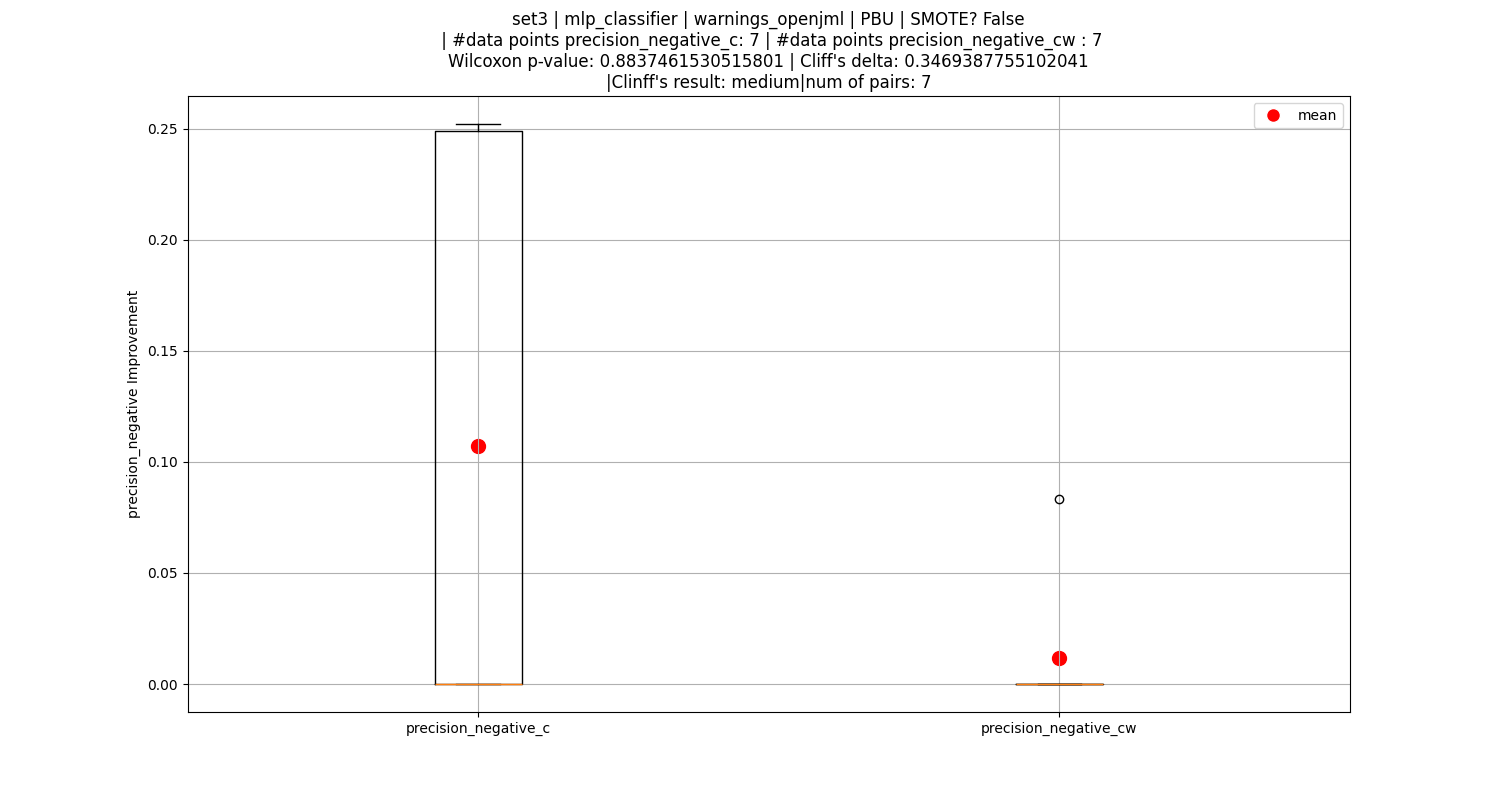 set3 | mlp_classifier | warnings_openjml | PBU | SMOTE? False
| #data points precision_negative_c: 7 | #data points precision_negative_cw : 7
Wilcoxon p-value: 0.8837461530515801 | Cliff's delta: 0.3469387755102041
|Clinff's result: medium|num of pairs: 7
mean
0.25
0.20
0.15
0.10
0.05
0.00
precision_negative Improvement
precision_negative_c
precision_negative_cw